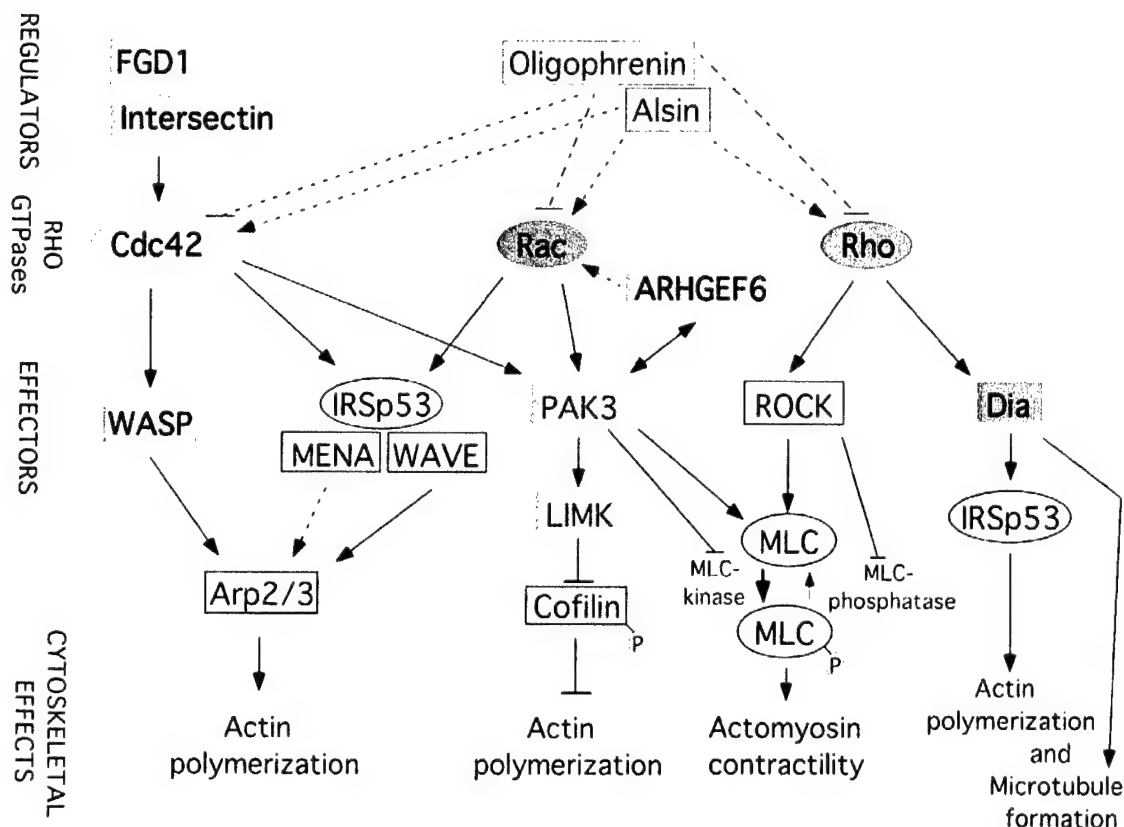 REGULATORS
RHO
GTPases
EFFECTORS
CYTOSKELETAL
EFFECTS
FGD1
Intersectin
Oligophrenin
Alsin
Cdc42
Rac
Rho
ARHGEF6
WASP
IRSp53
MENA
WAVE
PAK3
ROCK
Dia
LIMK
IRSp53
MLC
MLC-
kinase
MLC-
phosphatase
Arp2/3
Cofilin
P
MLC
P
Actin
polymerization
Actin
polymerization
Actomyosin
contractility
Actin
polymerization
and
Microtubule
formation